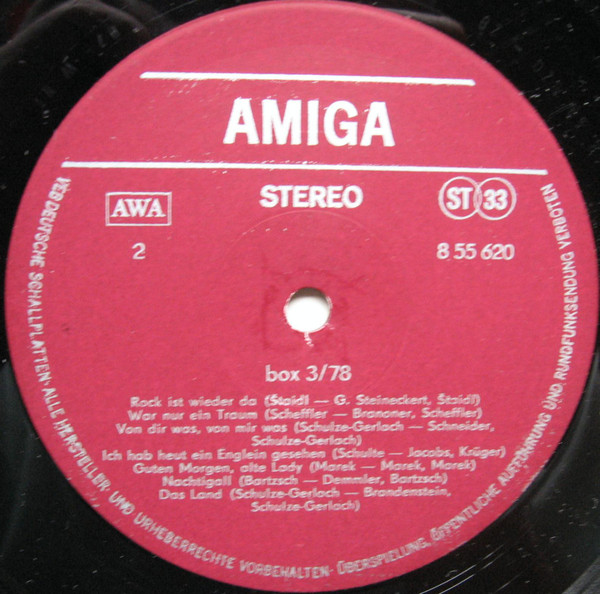 AMIGA
AWA
STEREO
ST 33
2
8 55 620
box 3/78
Rock ist wieder da (Štaidl — G. Steineckert, Štaidl)
War nur ein Traum (Scheffler — Branoner, Scheffler)
Von dir was, von mir was (Schulze-Gerlach — Schneider,
Schulze-Gerlach)
Ich hab heut ein Englein gesehen (Schulte — Jacobs, Krüger)
Guten Morgen, alte Lady (Marek — Marek, Marek)
Nachtigall (Bartzsch — Demmler, Bartzsch)
Das Land (Schulze-Gerlach — Brandenstein,
Schulze-Gerlach)
VEB DEUTSCHE SCHALLPLATTEN · ALLE HERSTELLER- UND URHEBERRECHTE VORBEHALTEN · ÜBERSPIELUNG, ÖFFENTLICHE AUFFÜHRUNG UND RUNDFUNKSENDUNG VERBOTEN